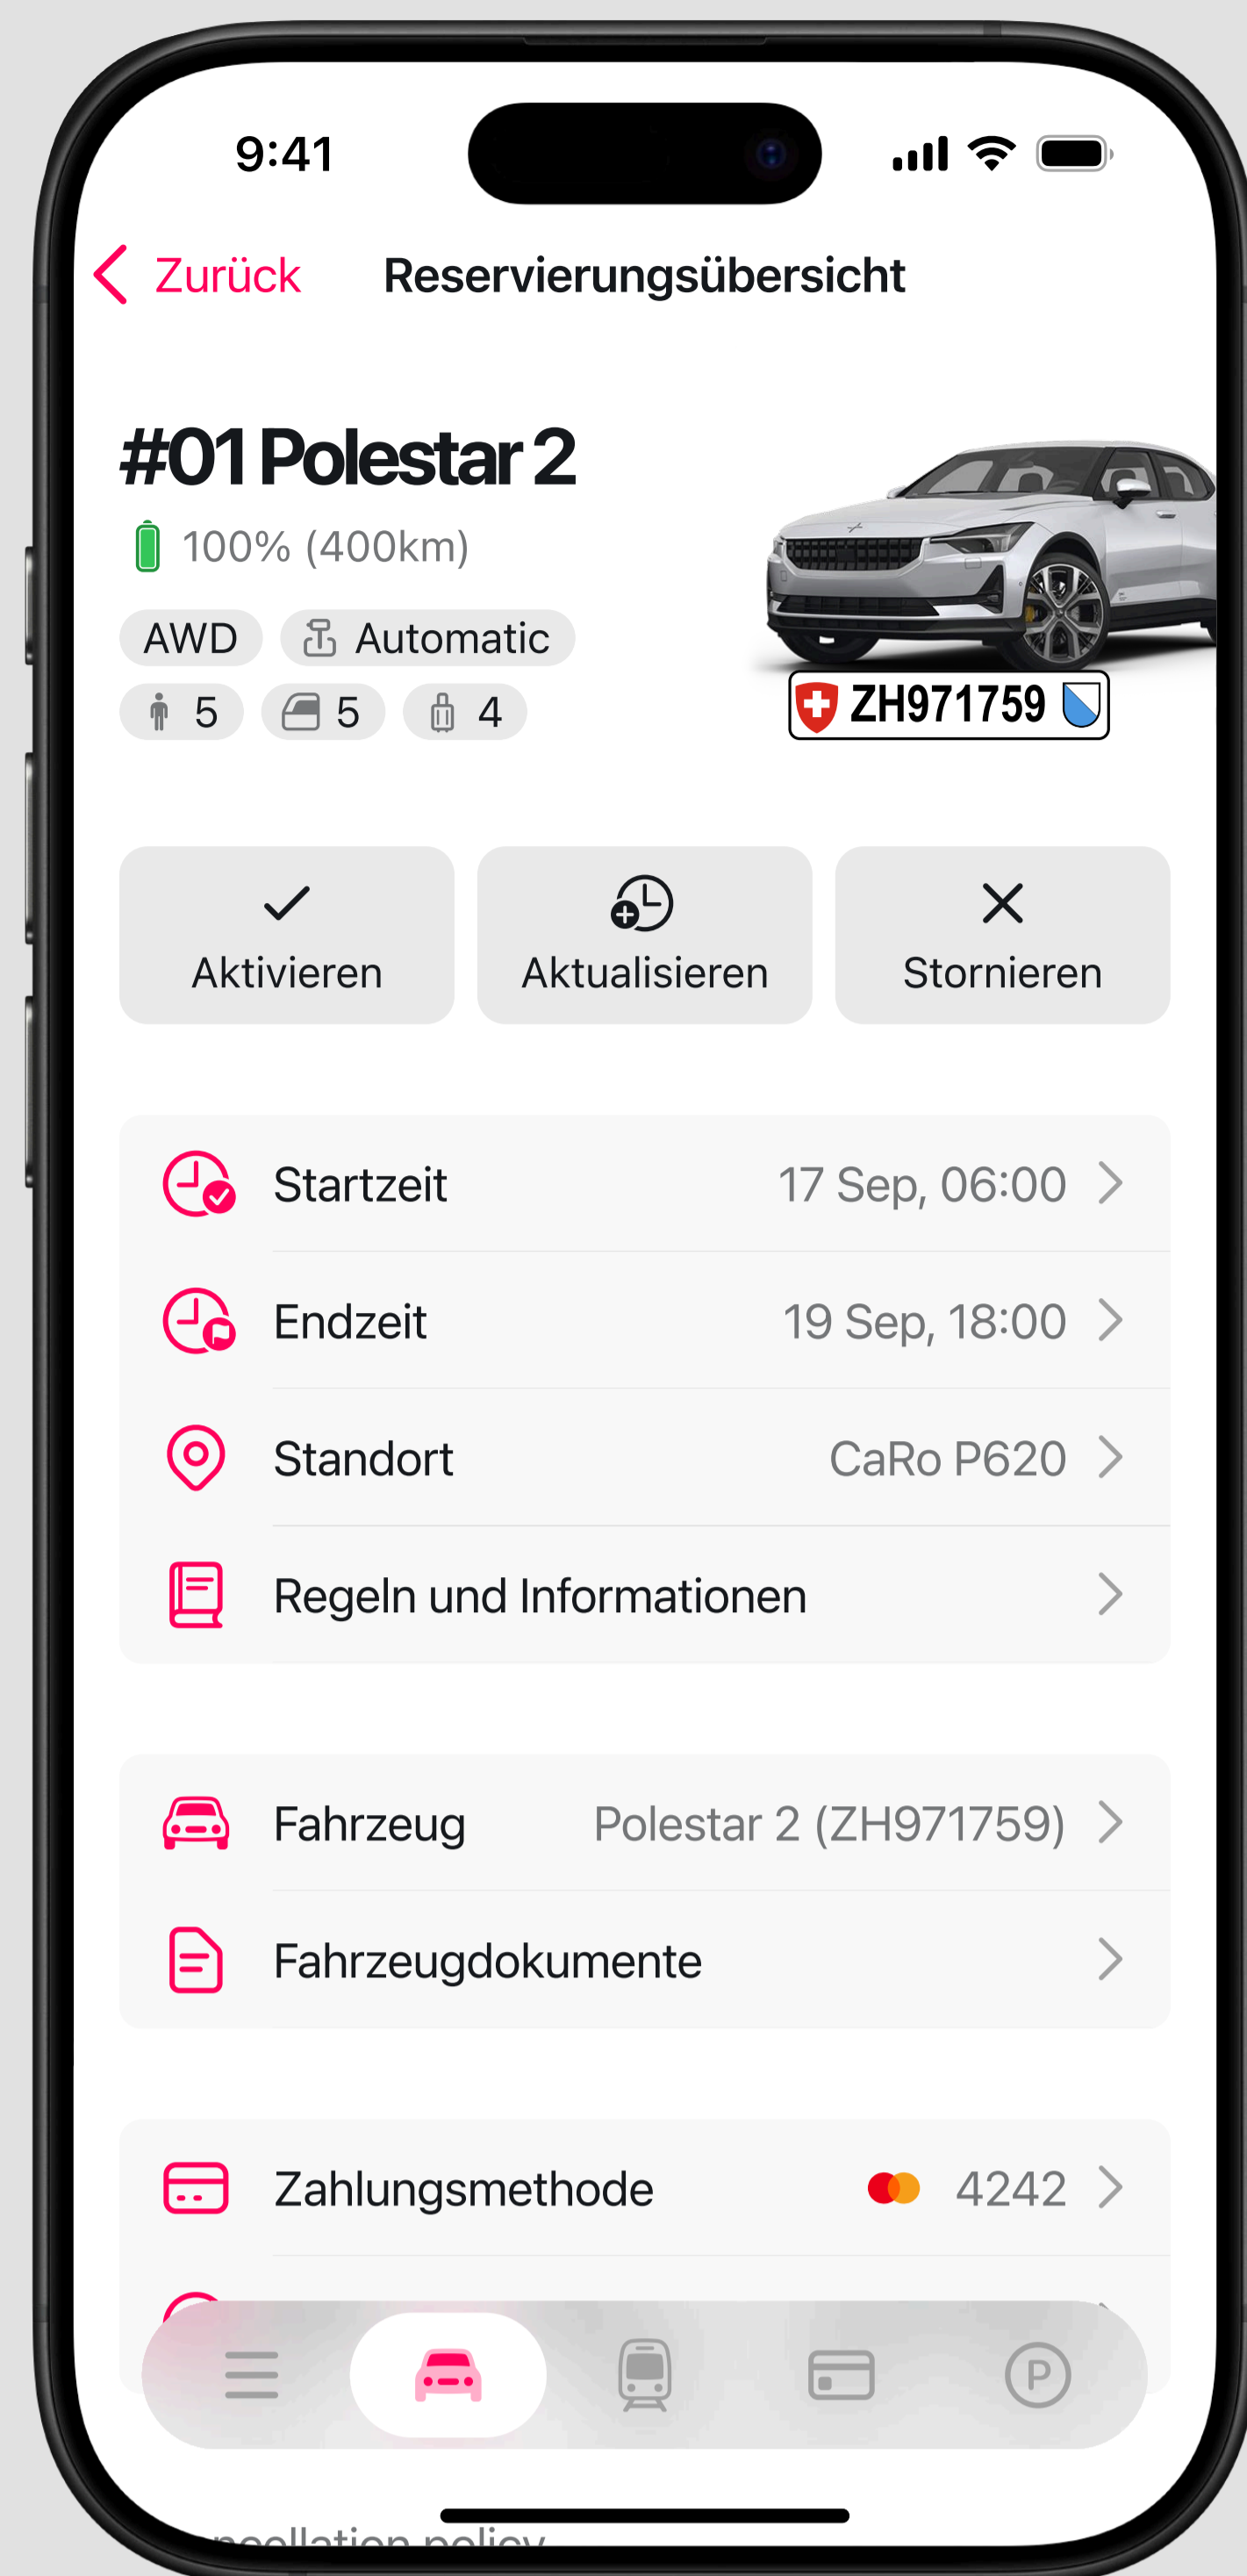 9:41
Zurück
Reservierungsübersicht
#01 Polestar 2
100% (400km)
AWD
Automatic
5
5
4
ZH971759
Aktivieren
Aktualisieren
Stornieren
Startzeit
17 Sep, 06:00
Endzeit
19 Sep, 18:00
Standort
CaRo P620
Regeln und Informationen
Fahrzeug
Polestar 2 (ZH971759)
Fahrzeugdokumente
Zahlungsmethode
4242
P
ncellation policy